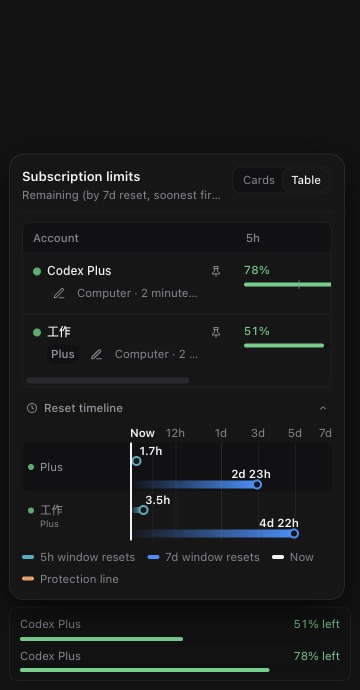 Subscription limits
Cards Table
Remaining (by 7d reset, soonest fir...
Account 5h
Codex Plus 78%
Computer · 2 minute...
工作 51%
Plus Computer · 2 ...
Reset timeline
Now 12h 1d 3d 5d 7d
1.7h
Plus
2d 23h
3.5h
工作
Plus
4d 22h
5h window resets 7d window resets Now
Protection line
Codex Plus 51% left
Codex Plus 78% left